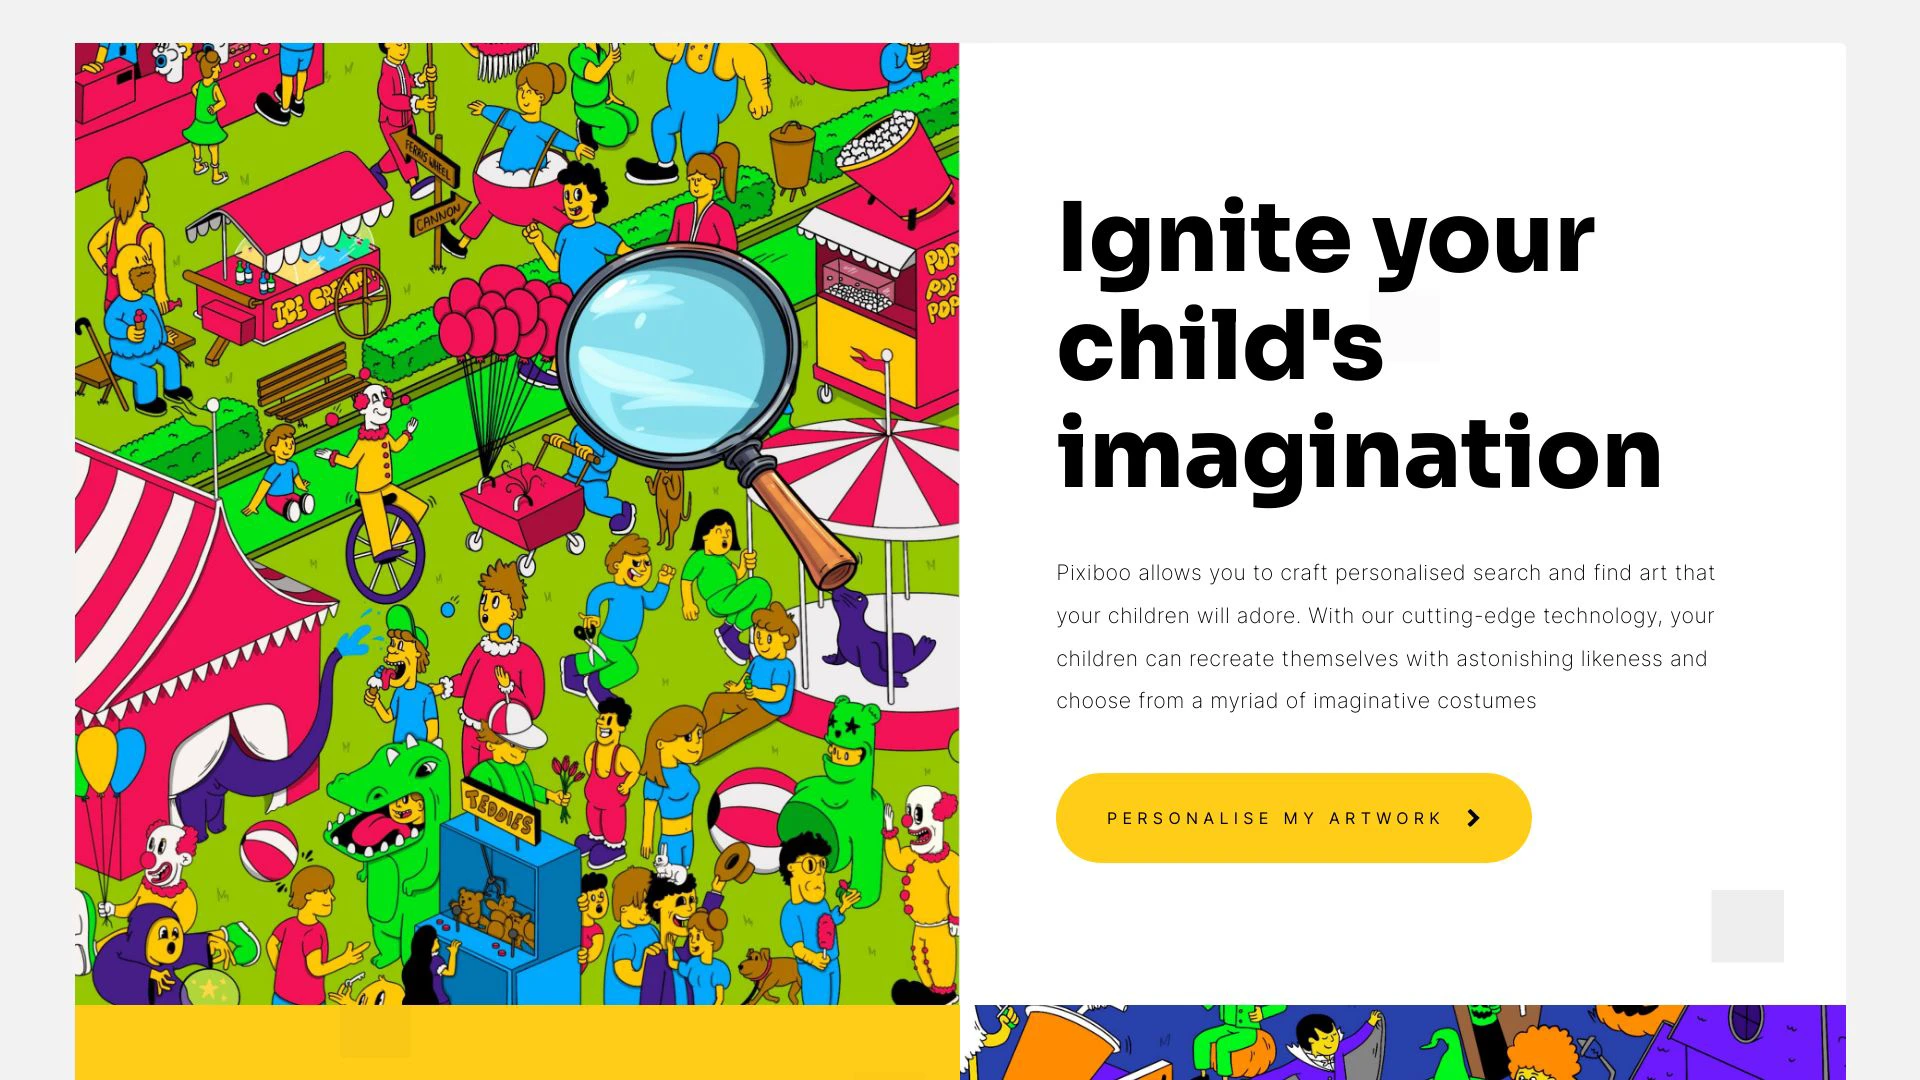 FERRIS WHEEL
CANNON
ICE CREAM
POP
POP
POP
TEDDIES
Ignite your
child's
imagination
Pixiboo allows you to craft personalised search and find art that
your children will adore. With our cutting-edge technology, your
children can recreate themselves with astonishing likeness and
choose from a myriad of imaginative costumes
PERSONALISE MY ARTWORK